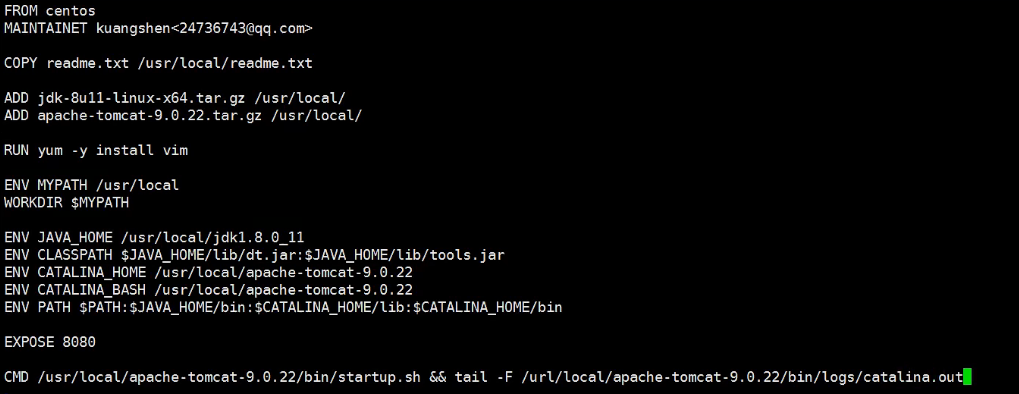 FROM centos
MAINTAINET kuangshen<24736743@qq.com>
COPY readme.txt /usr/local/readme.txt
ADD jdk-8u11-linux-x64.tar.gz /usr/local/
ADD apache-tomcat-9.0.22.tar.gz /usr/local/
RUN yum -y install vim
ENV MYPATH /usr/local
WORKDIR $MYPATH
ENV JAVA_HOME /usr/local/jdk1.8.0_11
ENV CLASSPATH $JAVA_HOME/lib/dt.jar:$JAVA_HOME/lib/tools.jar
ENV CATALINA_HOME /usr/local/apache-tomcat-9.0.22
ENV CATALINA_BASH /usr/local/apache-tomcat-9.0.22
ENV PATH $PATH:$JAVA_HOME/bin:$CATALINA_HOME/lib:$CATALINA_HOME/bin
EXPOSE 8080
CMD /usr/local/apache-tomcat-9.0.22/bin/startup.sh && tail -F /url/local/apache-tomcat-9.0.22/bin/logs/catalina.out